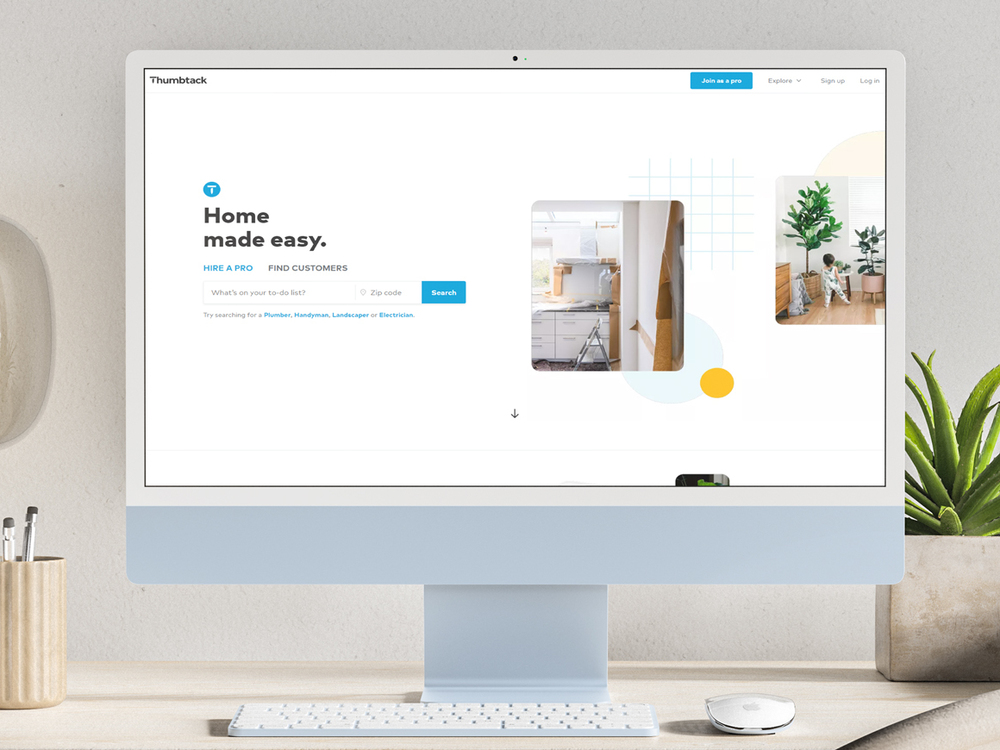 Thumbtack
Join as a pro Explore Sign up Log in
T
Home
made easy.
HIRE A PRO FIND CUSTOMERS
What's on your to-do list? Zip code Search
Try searching for a Plumber, Handyman, Landscaper or Electrician.